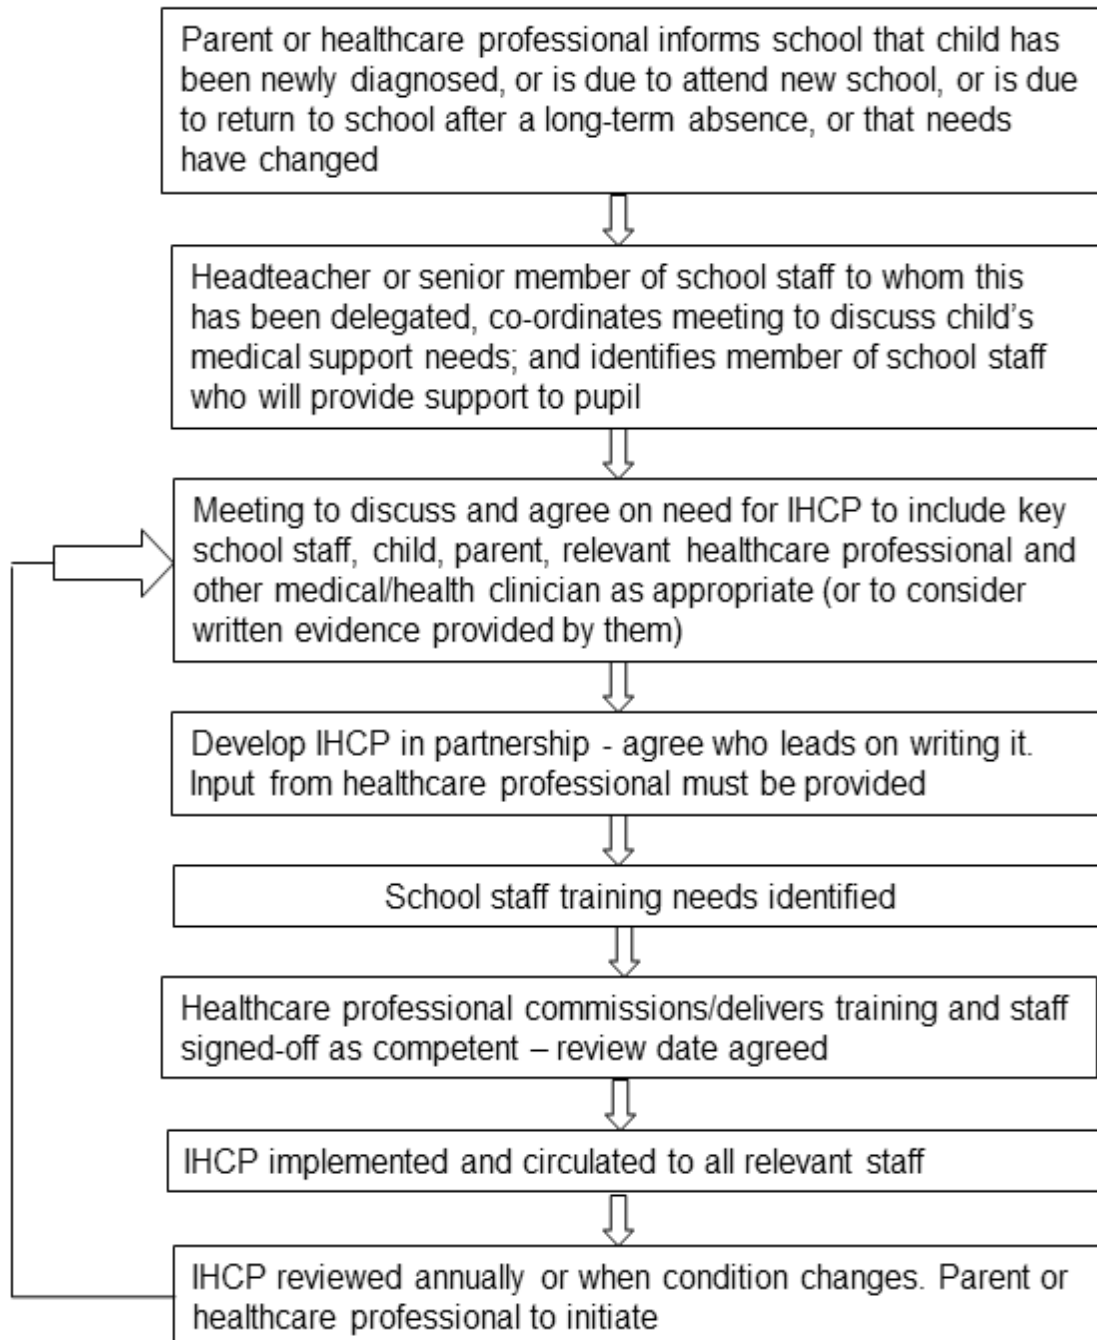 Parent or healthcare professional informs school that child has
been newly diagnosed, or is due to attend new school, or is due
to return to school after a long-term absence, or that needs
have changed
Headteacher or senior member of school staff to whom this
has been delegated, co-ordinates meeting to discuss child’s
medical support needs; and identifies member of school staff
who will provide support to pupil
Meeting to discuss and agree on need for IHCP to include key
school staff, child, parent, relevant healthcare professional and
other medical/health clinician as appropriate (or to consider
written evidence provided by them)
Develop IHCP in partnership - agree who leads on writing it.
Input from healthcare professional must be provided
School staff training needs identified
Healthcare professional commissions/delivers training and staff
signed-off as competent – review date agreed
IHCP implemented and circulated to all relevant staff
IHCP reviewed annually or when condition changes. Parent or
healthcare professional to initiate